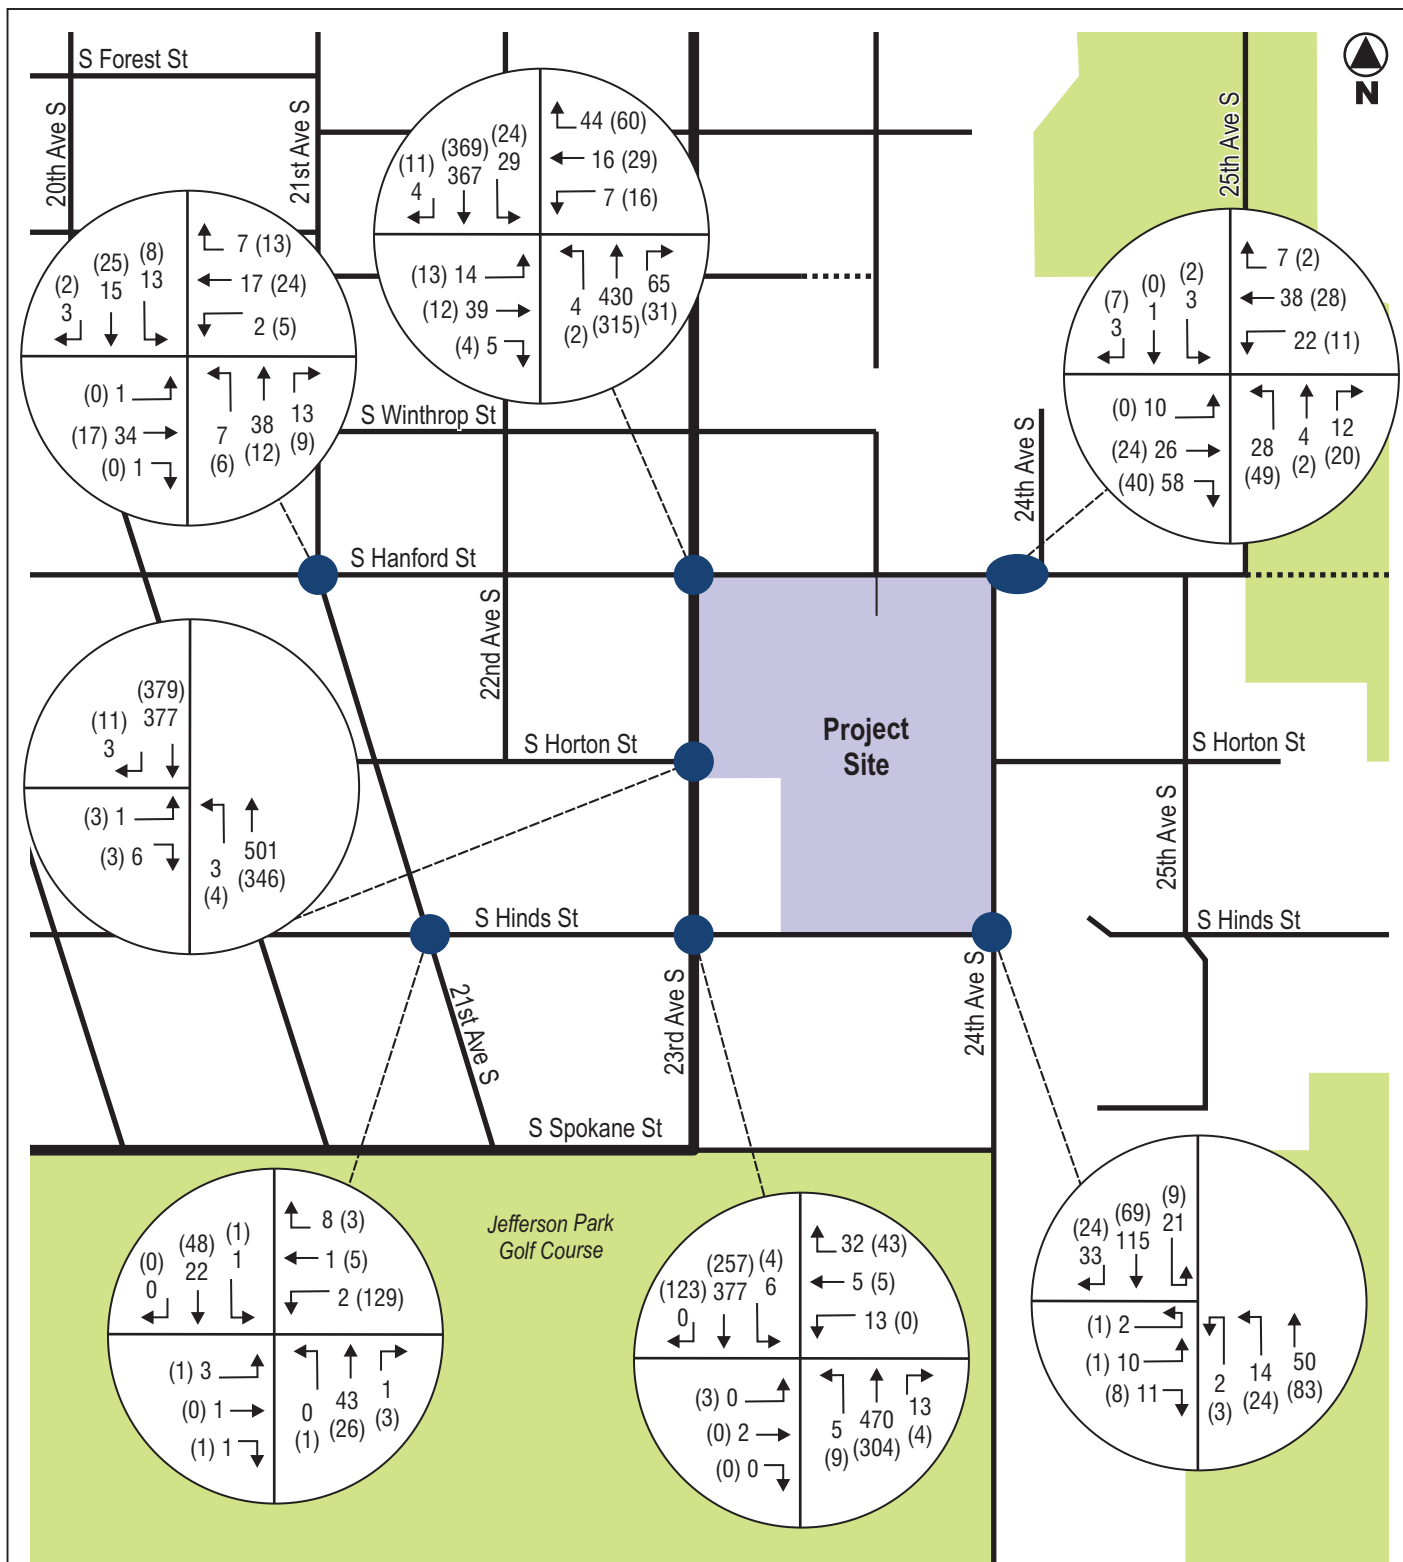 S Forest St
20th Ave S
21st Ave S
25th Ave S
N
(11) (369) (24)
4 367 29
44 (60)
16 (29)
7 (16)
(13) 14
(12) 39
(4) 5
4 430 65
(2) (315) (31)
(2) (25) (8)
3 15 13
7 (13)
17 (24)
2 (5)
(0) 1
(17) 34
(0) 1
7 38 13
(6) (12) (9)
(7) (0) (2)
3 1 3
7 (2)
38 (28)
22 (11)
(0) 10
(24) 26
(40) 58
28 4 12
(49) (2) (20)
S Winthrop St
24th Ave S
S Hanford St
22nd Ave S
(11) (379)
3 377
(3) 1
(3) 6
3 501
(4) (346)
Project
Site
S Horton St
S Horton St
25th Ave S
S Hinds St
S Hinds St
21st Ave S
23rd Ave S
24th Ave S
S Spokane St
Jefferson Park
Golf Course
(0) (48) (1)
0 22 1
8 (3)
1 (5)
2 (129)
(1) 3
(0) 1
(1) 1
0 43 1
(1) (26) (3)
(123) (257) (4)
0 377 6
32 (43)
5 (5)
13 (0)
(3) 0
(0) 2
(0) 0
5 470 13
(9) (304) (4)
(24) (69) (9)
33 115 21
(1) 2
(1) 10
(8) 11
2 14 50
(3) (24) (83)